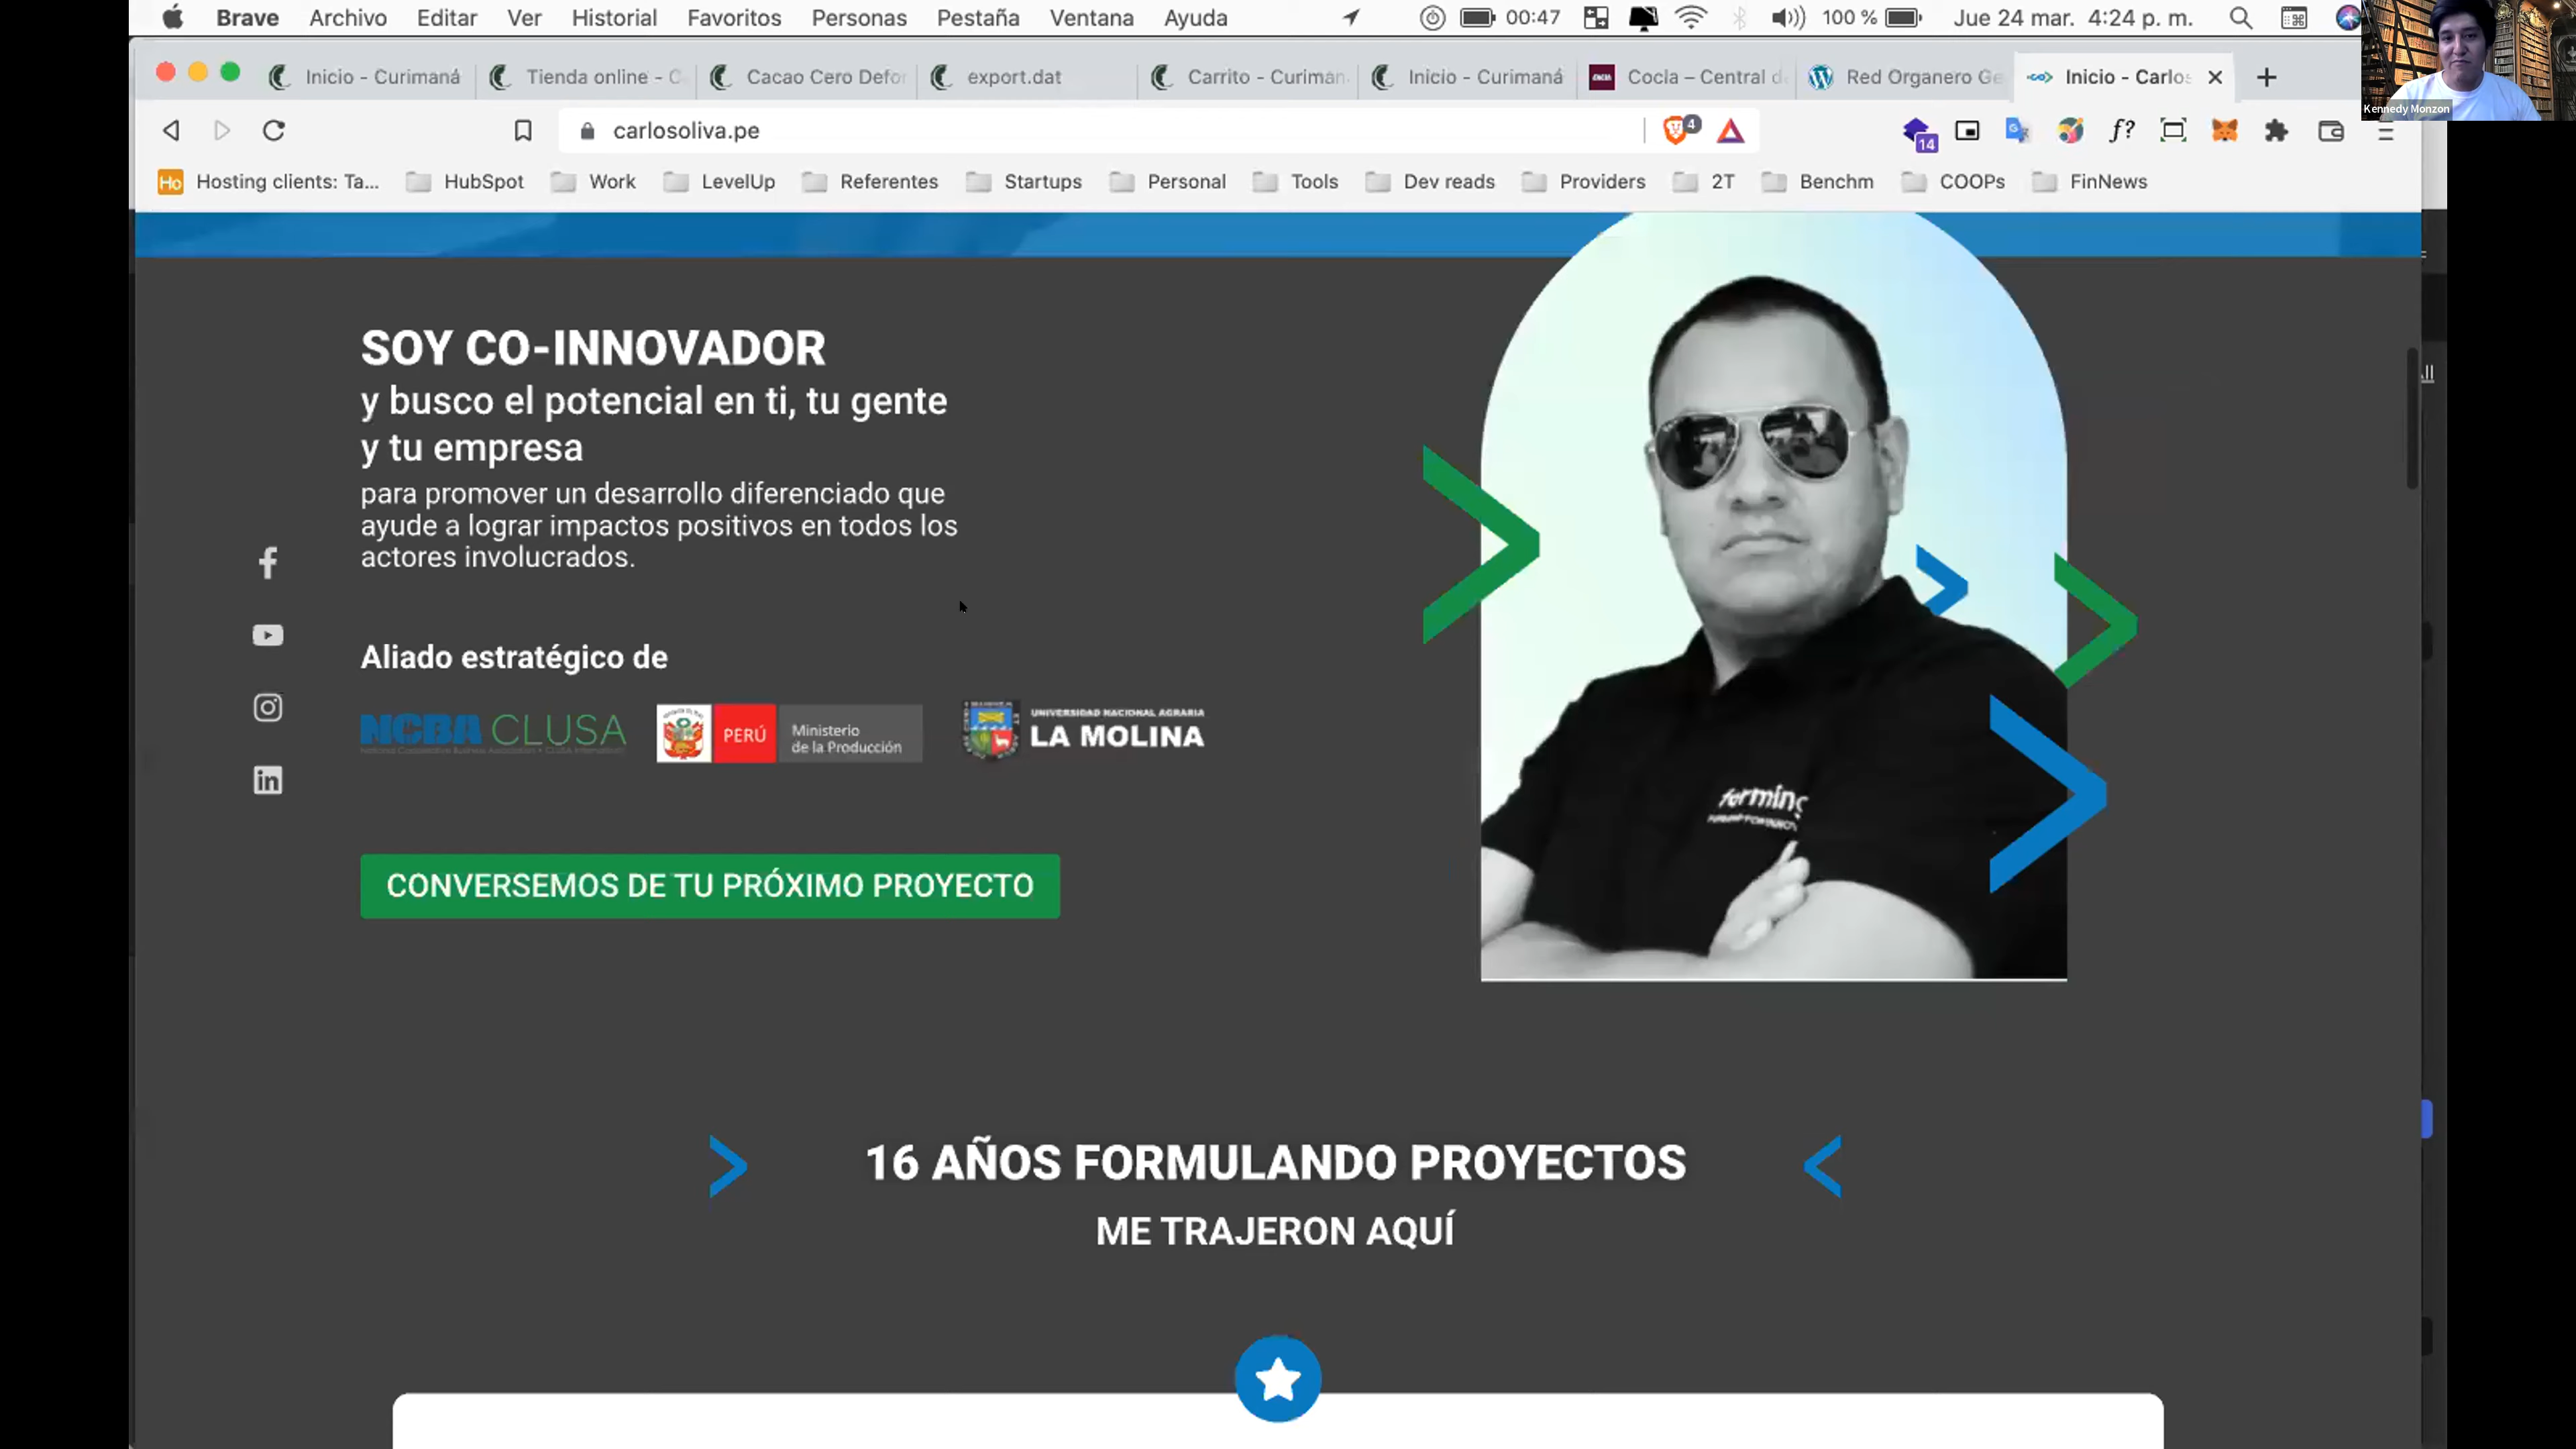 Brave Archivo Editar Ver Historial Favoritos Personas Pestaña Ventana Ayuda 00:47 100 % Jue 24 mar. 4:24 p. m.
Kennedy Monzon
Inicio - Curimaná Tienda online - C Cacao Cero Defor export.dat Carrito - Curiman Inicio - Curimaná Cocla – Central d Red Organero Ge Inicio - Carlos
carlosoliva.pe 4 f? 14
Ho Hosting clients: Ta... HubSpot Work LevelUp Referentes Startups Personal Tools Dev reads Providers 2T Benchm COOPs FinNews
SOY CO-INNOVADOR
y busco el potencial en ti, tu gente
y tu empresa
para promover un desarrollo diferenciado que
ayude a lograr impactos positivos en todos los
actores involucrados.
Aliado estratégico de
NCBA CLUSA
PERÚ
Ministerio
de la Producción
UNIVERSIDAD NACIONAL AGRARIA
LA MOLINA
CONVERSEMOS DE TU PRÓXIMO PROYECTO
16 AÑOS FORMULANDO PROYECTOS
ME TRAJERON AQUÍ